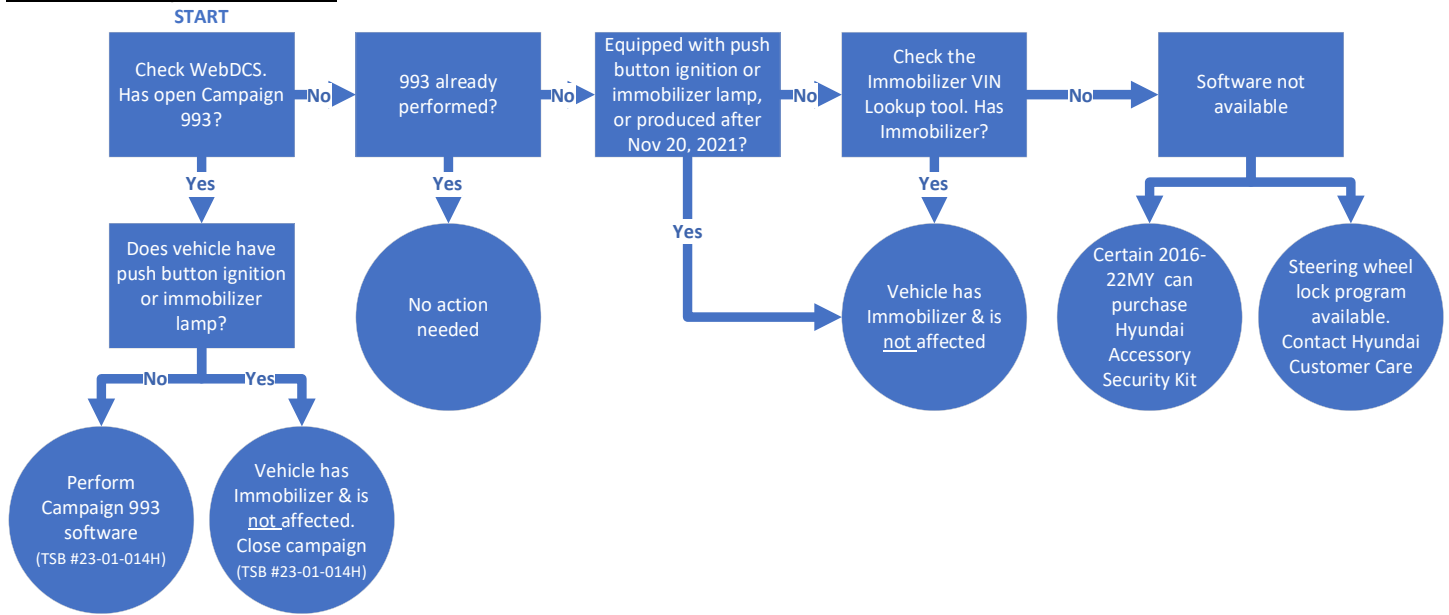 START
Check WebDCS.
Has open Campaign
993?
No
993 already
performed?
No
Equipped with push
button ignition or
immobilizer lamp,
or produced after
Nov 20, 2021?
No
Check the
Immobilizer VIN
Lookup tool. Has
Immobilizer?
No
Software not
available
Yes
Yes
Yes
Yes
Does vehicle have
push button ignition
or immobilizer
lamp?
No action
needed
Vehicle has
Immobilizer & is
not affected
Certain 2016-
22MY can
purchase
Hyundai
Accessory
Security Kit
Steering wheel
lock program
available.
Contact Hyundai
Customer Care
No
Yes
Perform
Campaign 993
software
(TSB #23-01-014H)
Vehicle has
Immobilizer & is
not affected.
Close campaign
(TSB #23-01-014H)